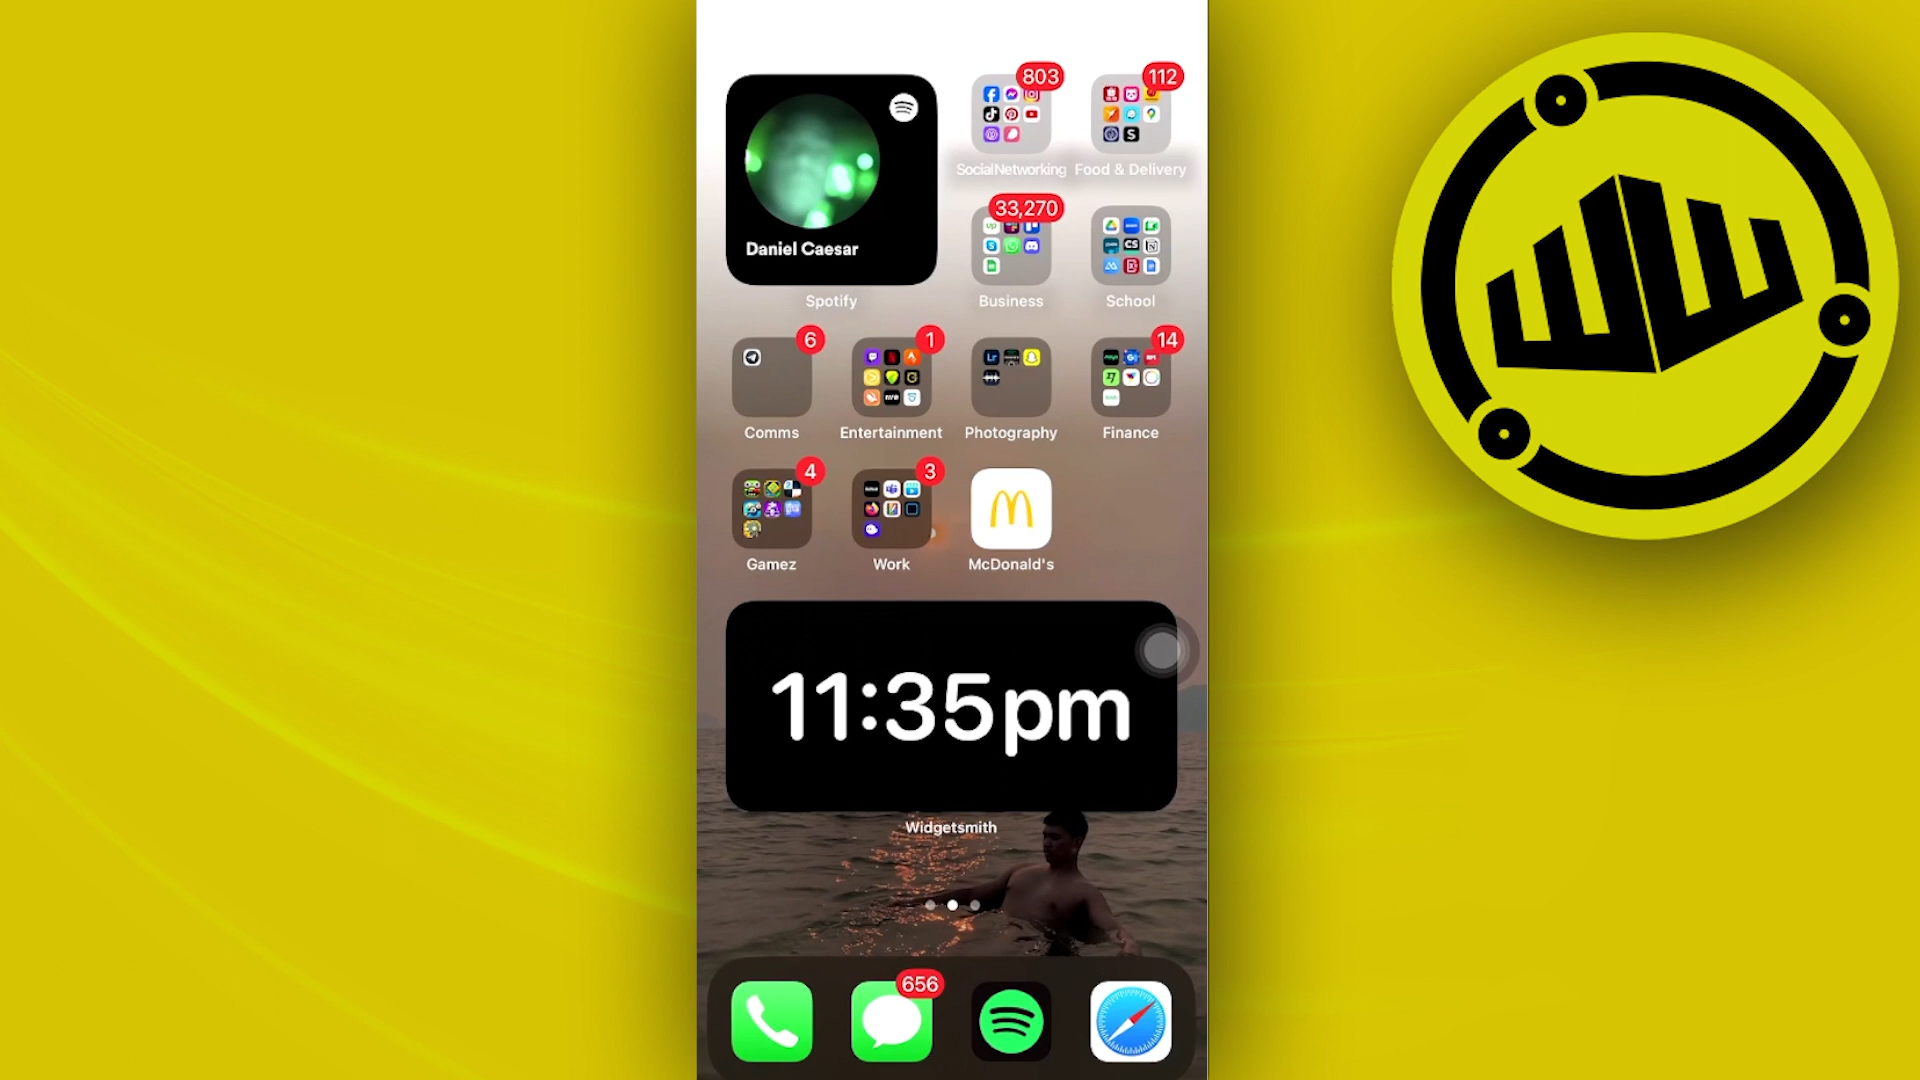 803
112
Daniel Caesar
SocialNetworking
Food & Delivery
33,270
Spotify
Business
School
6
1
14
Comms
Entertainment
Photography
Finance
4
3
Gamez
Work
McDonald's
11:35pm
Widgetsmith
656